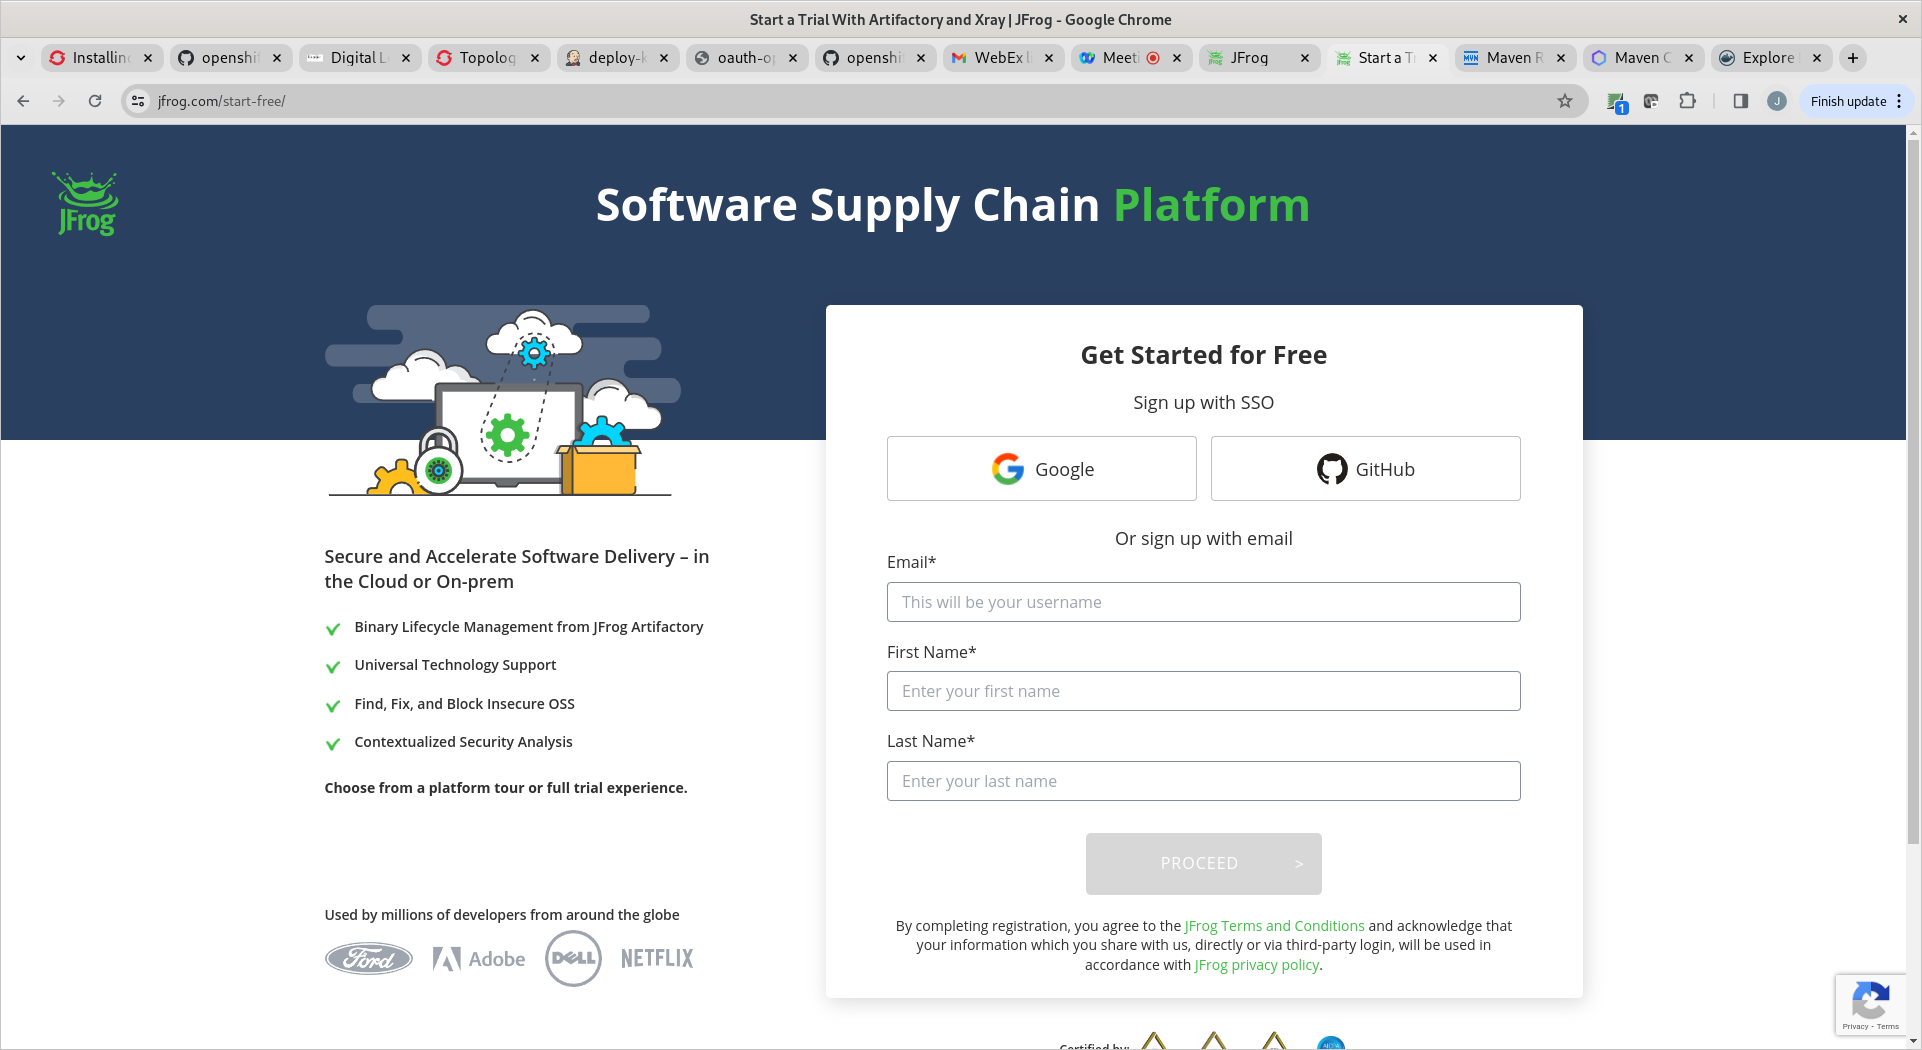 Start a Trial With Artifactory and Xray | JFrog - Google Chrome
Installin openshif Digital L Topolog deploy-k oauth-op openshi WebEx l Meeti JFrog Start a T Maven R Maven C Explore
jfrog.com/start-free/
1
J
Finish update
JFrog
Software Supply Chain Platform
Get Started for Free
Sign up with SSO
Google
GitHub
Or sign up with email
Email*
This will be your username
First Name*
Enter your first name
Last Name*
Enter your last name
PROCEED >
By completing registration, you agree to the JFrog Terms and Conditions and acknowledge that
your information which you share with us, directly or via third-party login, will be used in
accordance with JFrog privacy policy.
Secure and Accelerate Software Delivery – in
the Cloud or On-prem
Binary Lifecycle Management from JFrog Artifactory
Universal Technology Support
Find, Fix, and Block Insecure OSS
Contextualized Security Analysis
Choose from a platform tour or full trial experience.
Used by millions of developers from around the globe
Ford
Adobe
DELL
NETFLIX
Certified by:
Privacy - Terms